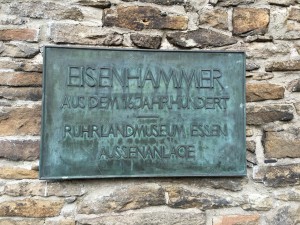 EISENHAMMER
AUS DEM 16. JAHRHUNDERT
RUHRLANDMUSEUM ESSEN
AUSSENANLAGE